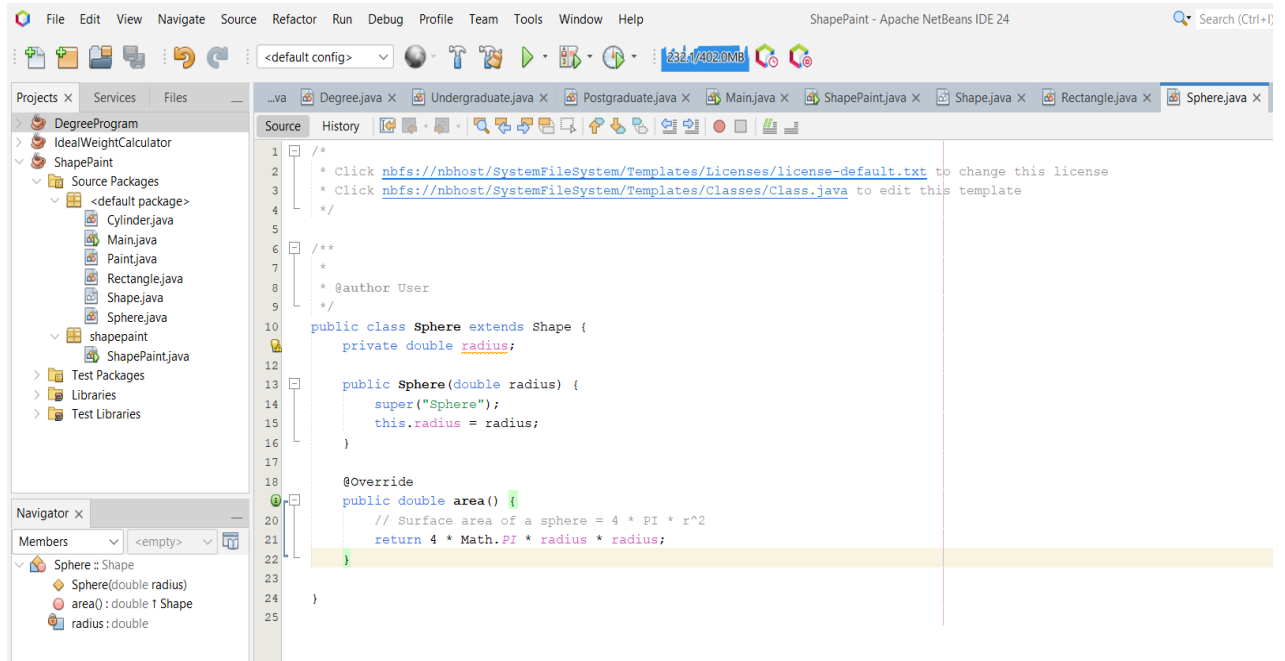 File Edit View Navigate Source Refactor Run Debug Profile Team Tools Window Help ShapePaint - Apache NetBeans IDE 24 Search (Ctrl+I)
<default config> 232.1/402.0MB
Projects Services Files
...va Degree.java Undergraduate.java Postgraduate.java Main.java ShapePaint.java Shape.java Rectangle.java Sphere.java
Source History
DegreeProgram
IdealWeightCalculator
ShapePaint
Source Packages
<default package>
Cylinder.java
Main.java
Paint.java
Rectangle.java
Shape.java
Sphere.java
shapepaint
ShapePaint.java
Test Packages
Libraries
Test Libraries
Navigator
Members <empty>
Sphere :: Shape
Sphere(double radius)
area() : double ↑ Shape
radius : double
1 /*
2 * Click nbfs://nbhost/SystemFileSystem/Templates/Licenses/license-default.txt to change this license
3 * Click nbfs://nbhost/SystemFileSystem/Templates/Classes/Class.java to edit this template
4 */
5
6 /**
7 *
8 * @author User
9 */
10 public class Sphere extends Shape {
private double radius;
12
13 public Sphere(double radius) {
14 super("Sphere");
15 this.radius = radius;
16 }
17
18 @Override
public double area() {
20 // Surface area of a sphere = 4 * PI * r^2
21 return 4 * Math.PI * radius * radius;
22 }
23
24 }
25